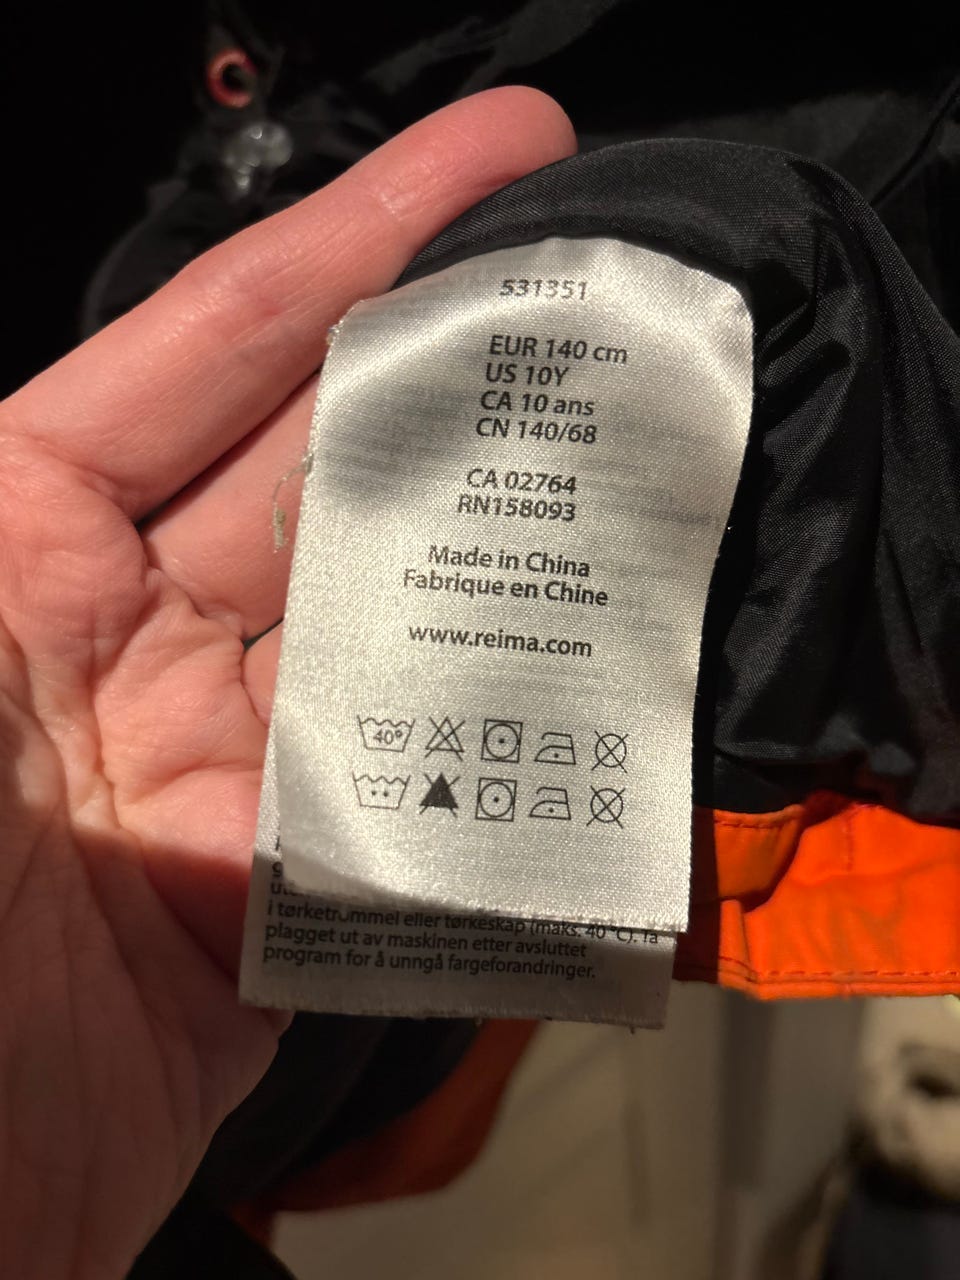 531351
EUR 140 cm
US 10Y
CA 10 ans
CN 140/68
CA 02764
RN158093
Made in China
Fabrique en Chine
www.reima.com
40°
i tørketrommel eller tørkeskap (maks. 40 °C). Ta
plagget ut av maskinen etter avsluttet
program for å unngå fargeforandringer.